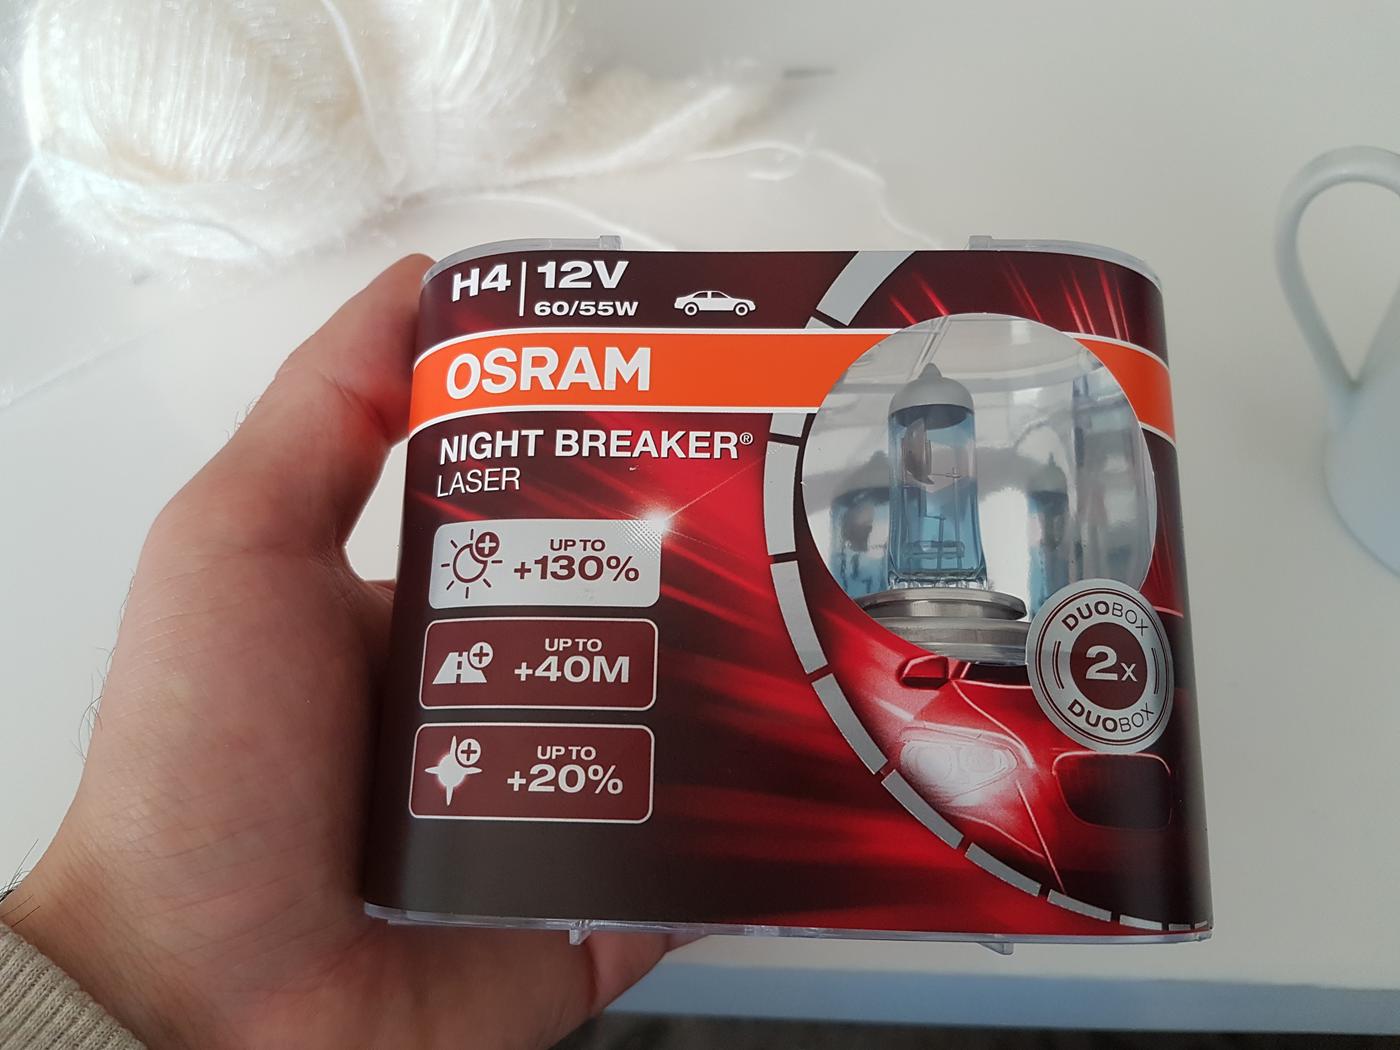 H4 12V
60/55W
OSRAM
NIGHT BREAKER®
LASER
UP TO
+130%
UP TO
+40M
UP TO
+20%
DUOBOX
2x
DUOBOX